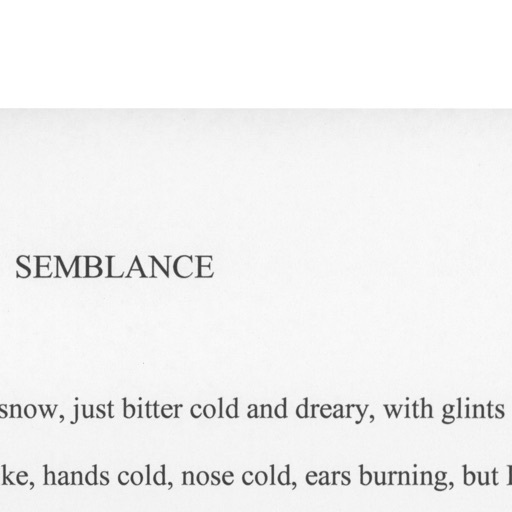 SEMBLANCE
snow, just bitter cold and dreary, with glints
ke, hands cold, nose cold, ears burning, but I